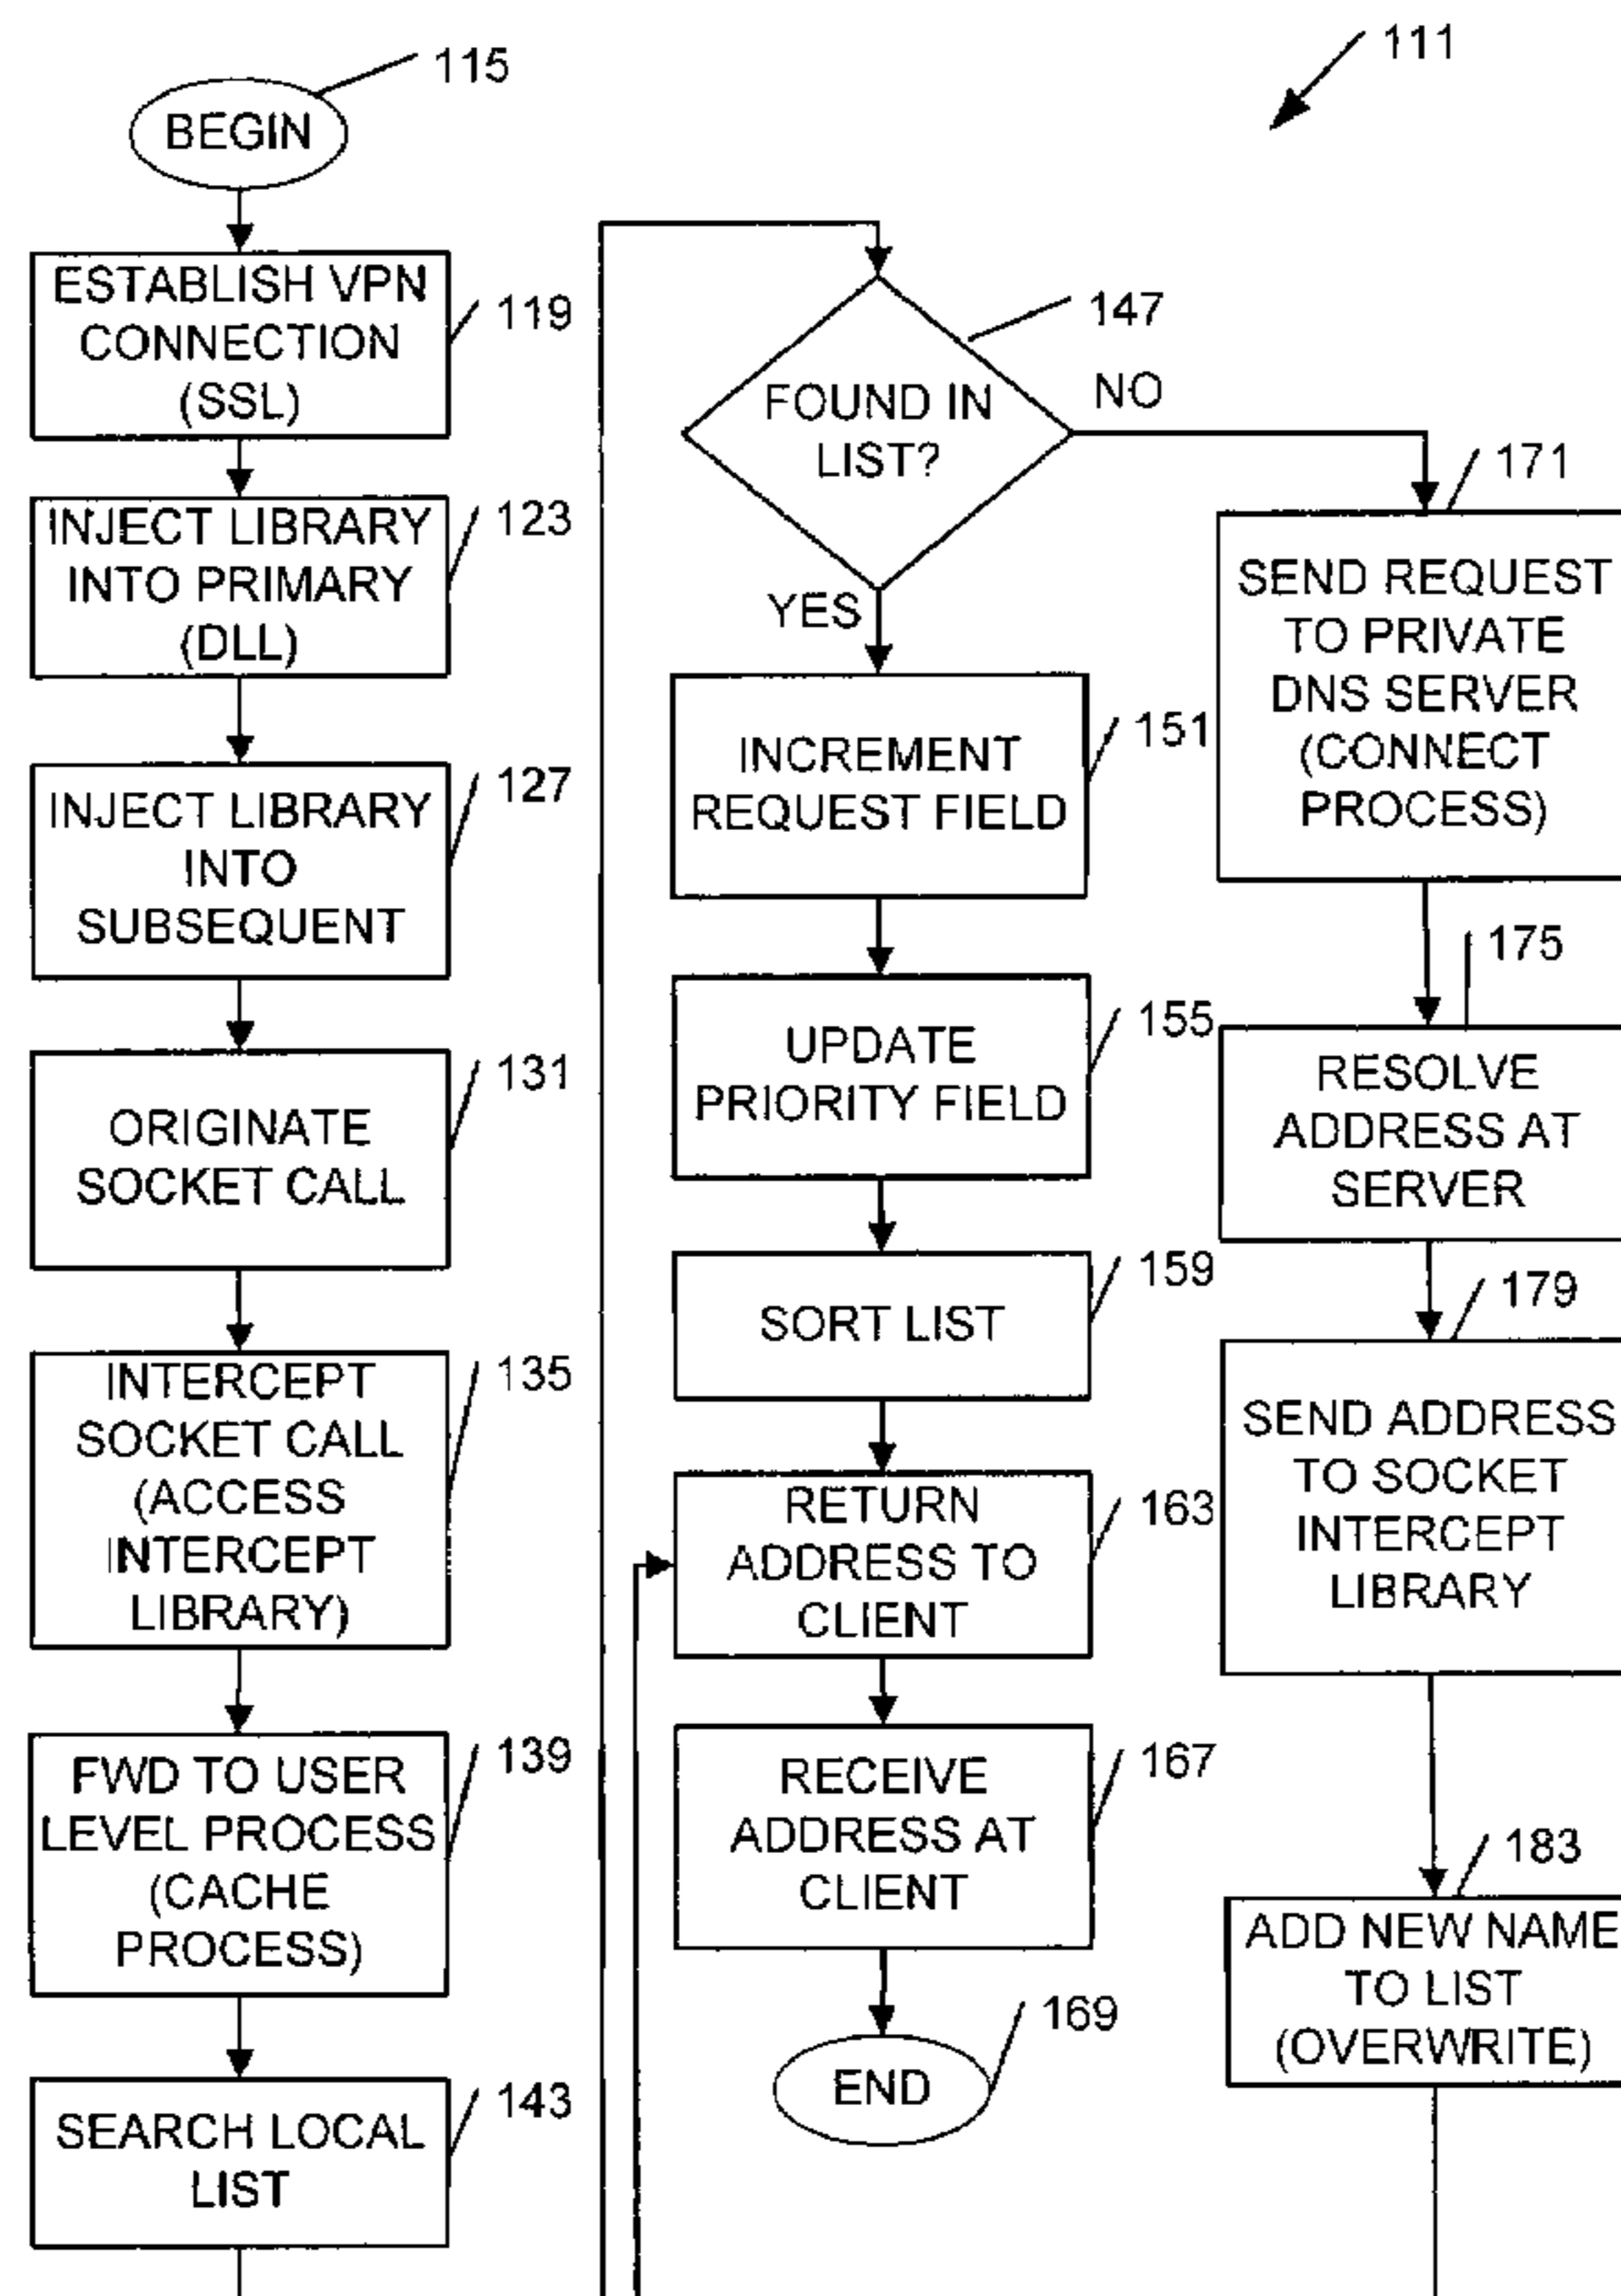 111
115
BEGIN
ESTABLISH VPN
CONNECTION
(SSL)
119
INJECT LIBRARY
INTO PRIMARY
(DLL)
123
INJECT LIBRARY
INTO
SUBSEQUENT
127
ORIGINATE
SOCKET CALL
131
INTERCEPT
SOCKET CALL
(ACCESS
INTERCEPT
LIBRARY)
135
FWD TO USER
LEVEL PROCESS
(CACHE
PROCESS)
139
SEARCH LOCAL
LIST
143
FOUND IN
LIST?
147
NO
YES
INCREMENT
REQUEST FIELD
151
UPDATE
PRIORITY FIELD
155
SORT LIST
159
RETURN
ADDRESS TO
CLIENT
163
RECEIVE
ADDRESS AT
CLIENT
167
END
169
171
SEND REQUEST
TO PRIVATE
DNS SERVER
(CONNECT
PROCESS)
175
RESOLVE
ADDRESS AT
SERVER
179
SEND ADDRESS
TO SOCKET
INTERCEPT
LIBRARY
183
ADD NEW NAME
TO LIST
(OVERWRITE)